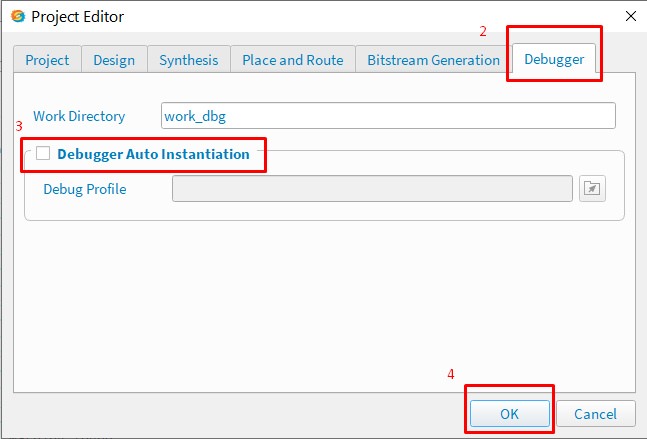 Project Editor
2
Project Design Synthesis Place and Route Bitstream Generation Debugger
Work Directory work_dbg
3
Debugger Auto Instantiation
Debug Profile
4
OK Cancel